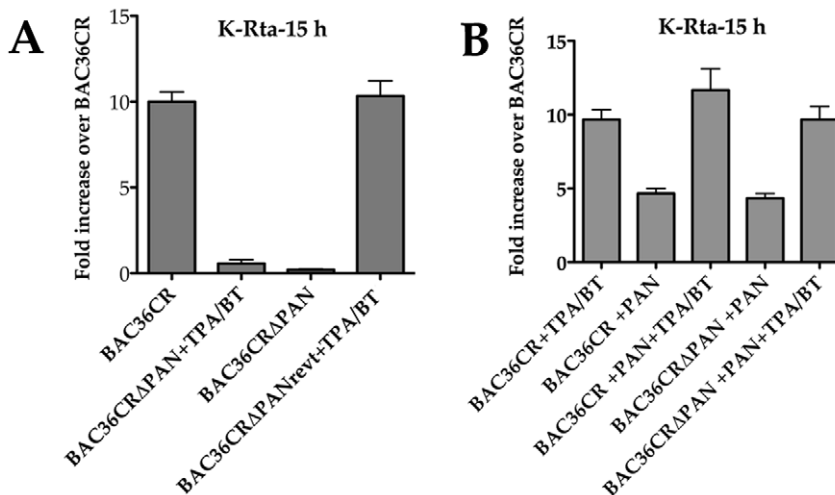 A
K-Rta-15 h
Fold increase over BAC36CR
15
10
5
0
BAC36CR
BAC36CRΔPAN+TPA/BT
BAC36CRΔPAN
BAC36CRΔPANrevt+TPA/BT
B
K-Rta-15 h
Fold increase over BAC36CR
15
10
5
0
BAC36CR+TPA/BT
BAC36CR +PAN
BAC36CR +PAN+TPA/BT
BAC36CRΔPAN +PAN
BAC36CRΔPAN +PAN+TPA/BT